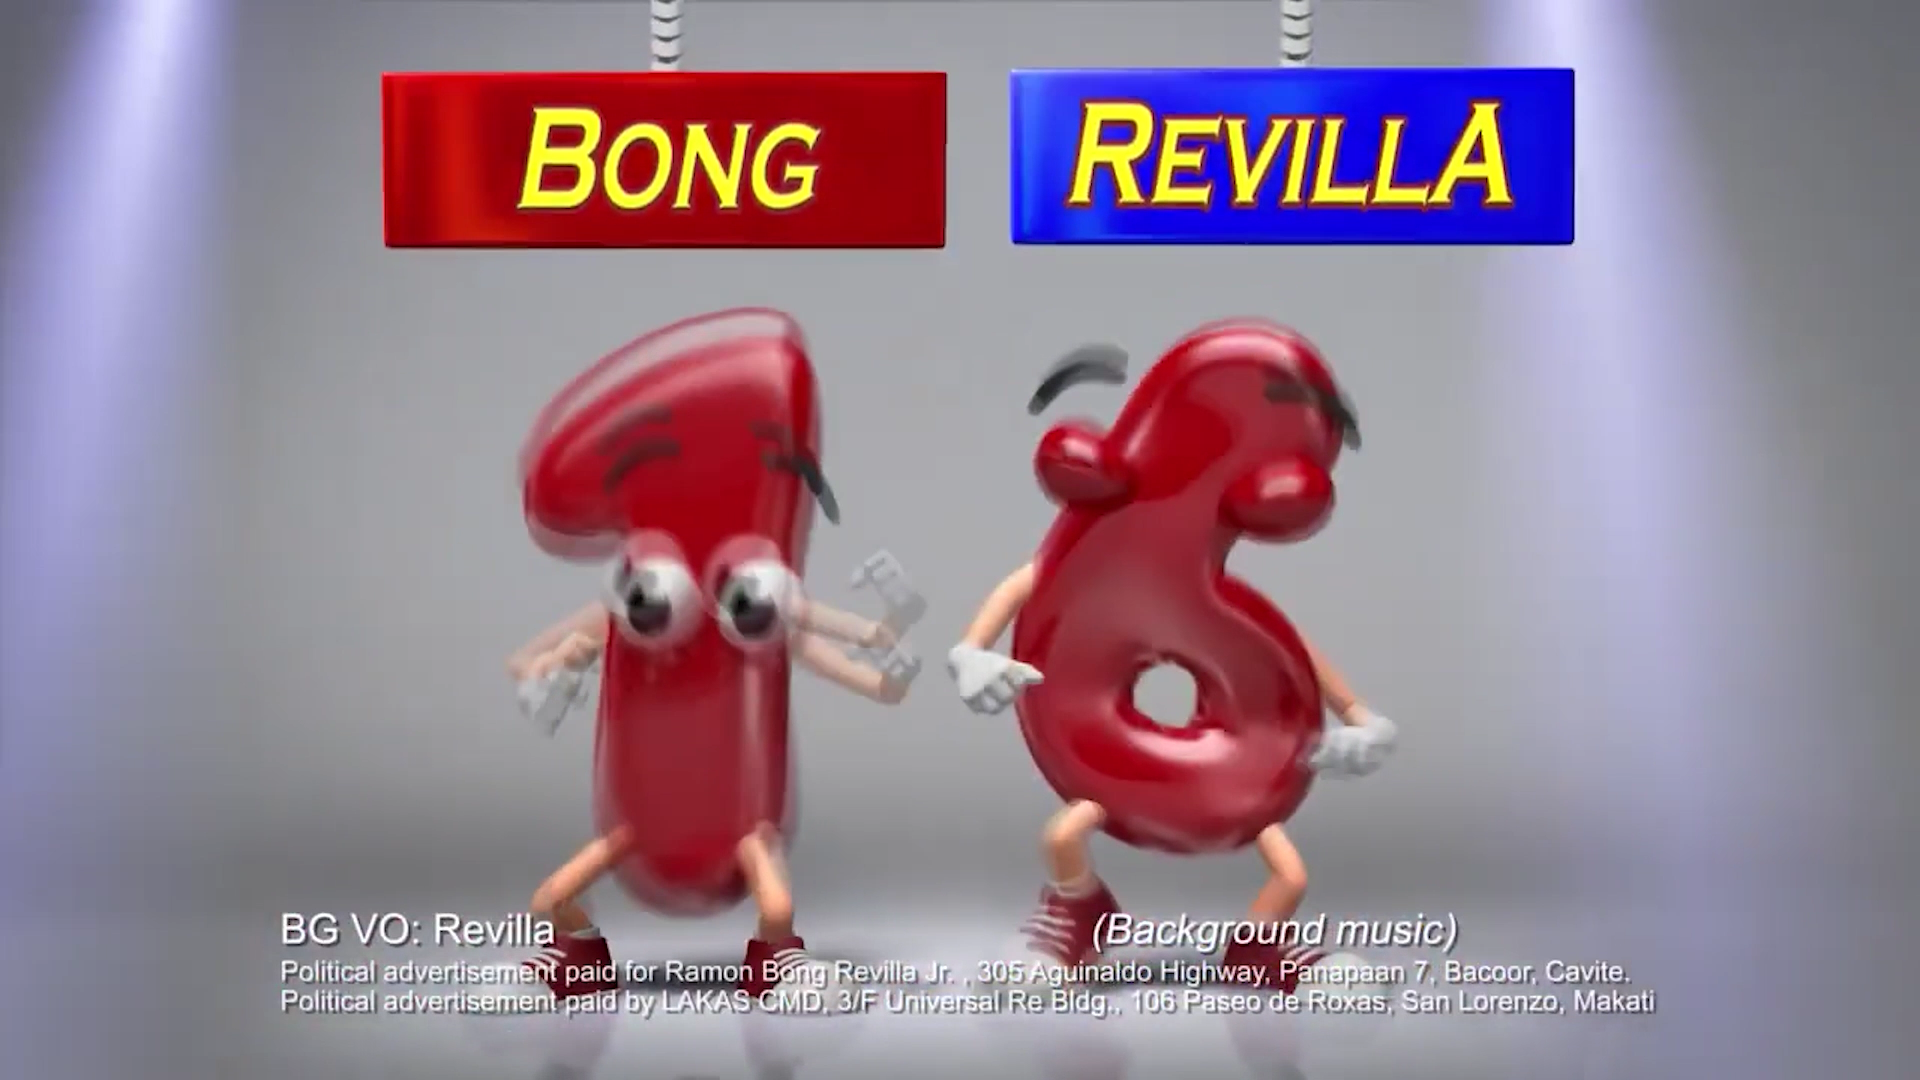 BONG
REVILLA
16
BG VO: Revilla
(Background music)
Political advertisement paid for Ramon Bong Revilla Jr. , 305 Aguinaldo Highway, Panapaan 7, Bacoor, Cavite.
Political advertisement paid by LAKAS CMD, 3/F Universal Re Bldg., 106 Paseo de Roxas, San Lorenzo, Makati